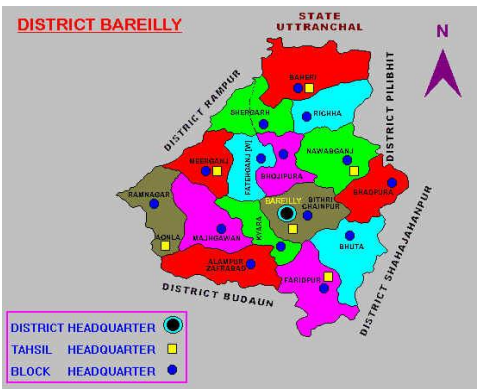 DISTRICT BAREILLY
STATE
UTTRANCHAL
N
DISTRICT RAMPUR
DISTRICT PILIBHIT
BAHERI
SHERGARH
RICHHA
MEERGANJ
FATEHGANJ [W]
BHOJIPURA
NAWABGANJ
RAMNAGAR
BAREILLY
BITHRI
CHAINPUR
BHADPURA
AONLA
MAJHGAWAN
KYARA
BHUTA
ALAMPUR
ZAFRABAD
FARIDPUR
DISTRICT BUDAUN
DISTRICT SHAHAJAHANPUR
DISTRICT HEADQUARTER
TAHSIL HEADQUARTER
BLOCK HEADQUARTER